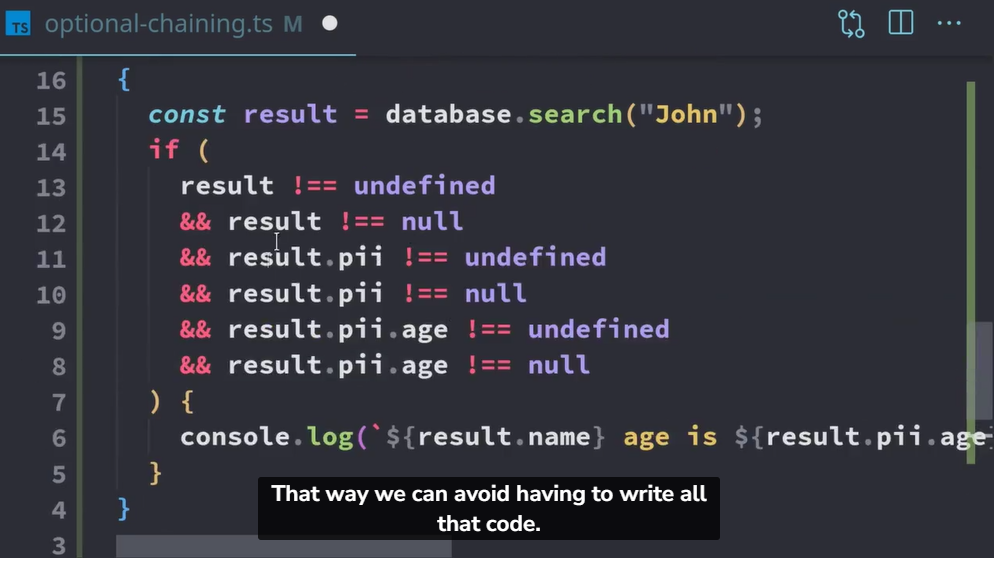 TS optional-chaining.ts M
16 {
15 const result = database.search("John");
14 if (
13 result !== undefined
12 && result !== null
11 && result.pii !== undefined
10 && result.pii !== null
9 && result.pii.age !== undefined
8 && result.pii.age !== null
7 ) {
6 console.log(`${result.name} age is ${result.pii.age
5 }
4 }
3
That way we can avoid having to write all
that code.